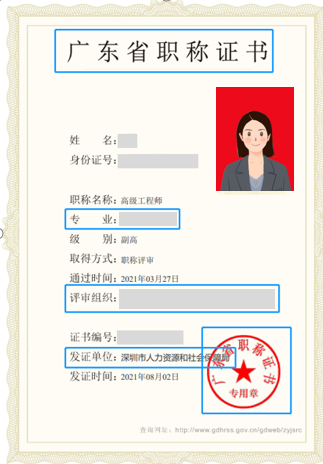 广东省职称证书
姓 名：
身份证号：
职称名称：高级工程师
专 业：
级 别：副高
取得方式：职称评审
通过时间：2021年03月27日
评审组织：
证书编号：
发证单位：深圳市人力资源和社会保障局
发证时间：2021年08月02日
广东省职称证书
专用章
查询网址：http://www.gdhrss.gov.cn/gdweb/zyjsrc